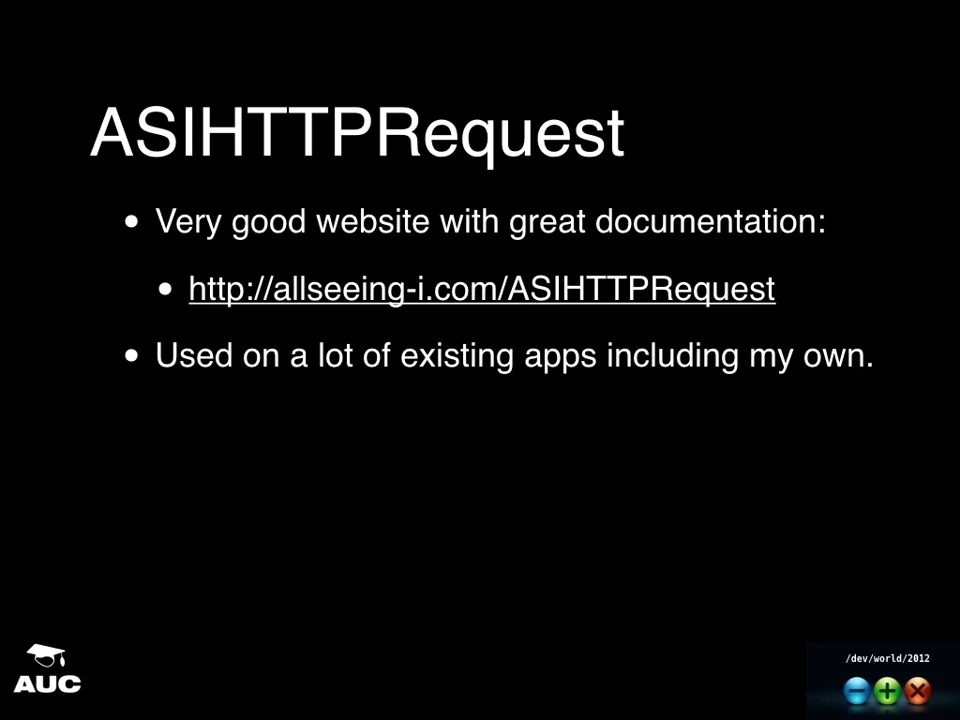 ASIHTTPRequest
• Very good website with great documentation:
• http://allseeing-i.com/ASIHTTPRequest
• Used on a lot of existing apps including my own.
AUC
/dev/world/2012